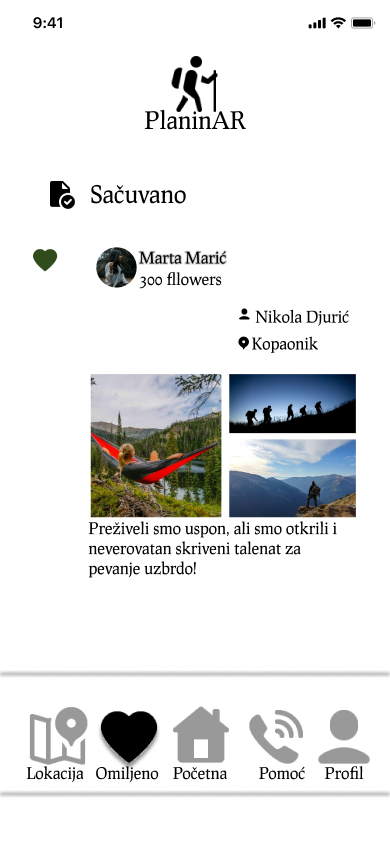 9:41
PlaninAR
Sačuvano
Marta Marić
300 fllowers
Nikola Djurić
Kopaonik
Preživeli smo uspon, ali smo otkrili i
neverovatan skriveni talenat za
pevanje uzbrdo!
Lokacija Omiljeno Početna Pomoć Profil